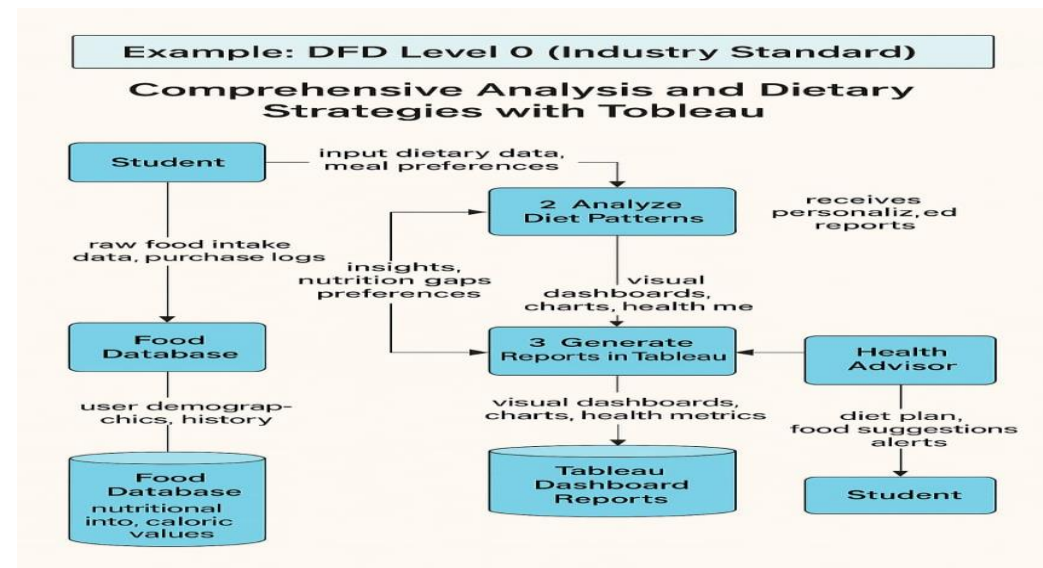 Example: DFD Level 0 (Industry Standard)
Comprehensive Analysis and Dietary
Strategies with Tobleau
Student
input dietary data,
meal preferences
2 Analyze
Diet Patterns
receives
personaliz,ed
reports
raw food intake
data, purchase logs
insights,
nutrition gaps
preferences
visual
dashboards,
charts, health me
Food
Database
3 Generate
Reports in Tableau
Health
Advisor
user demograp-
chics, history
visual dashboards,
charts, health metrics
diet plan,
food suggestions
alerts
Food
Database
nutritional
into, caloric
values
Tableau
Dashboard
Reports
Student